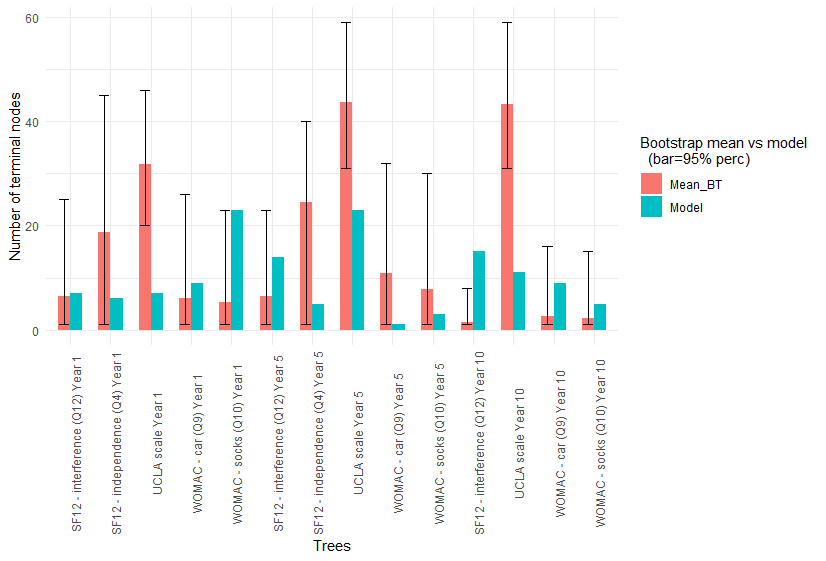 60
40
20
0
Number of terminal nodes
SF12 - interference (Q12) Year 1
SF12 - independence (Q4) Year 1
UCLA scale Year 1
WOMAC - car (Q9) Year 1
WOMAC - socks (Q10) Year 1
SF12 - interference (Q12) Year 5
SF12 - independence (Q4) Year 5
UCLA scale Year 5
WOMAC - car (Q9) Year 5
WOMAC - socks (Q10) Year 5
SF12 - interference (Q12) Year 10
UCLA scale Year 10
WOMAC - car (Q9) Year 10
WOMAC - socks (Q10) Year 10
Trees
Bootstrap mean vs model
(bar=95% perc)
Mean_BT
Model